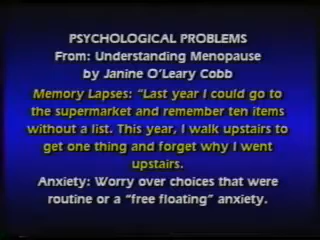 PSYCHOLOGICAL PROBLEMS
From: Understanding Menopause
by Janine O'Leary Cobb
Memory Lapses: "Last year I could go to
the supermarket and remember ten items
without a list. This year, I walk upstairs to
get one thing and forget why I went
upstairs.
Anxiety: Worry over choices that were
routine or a "free floating" anxiety.